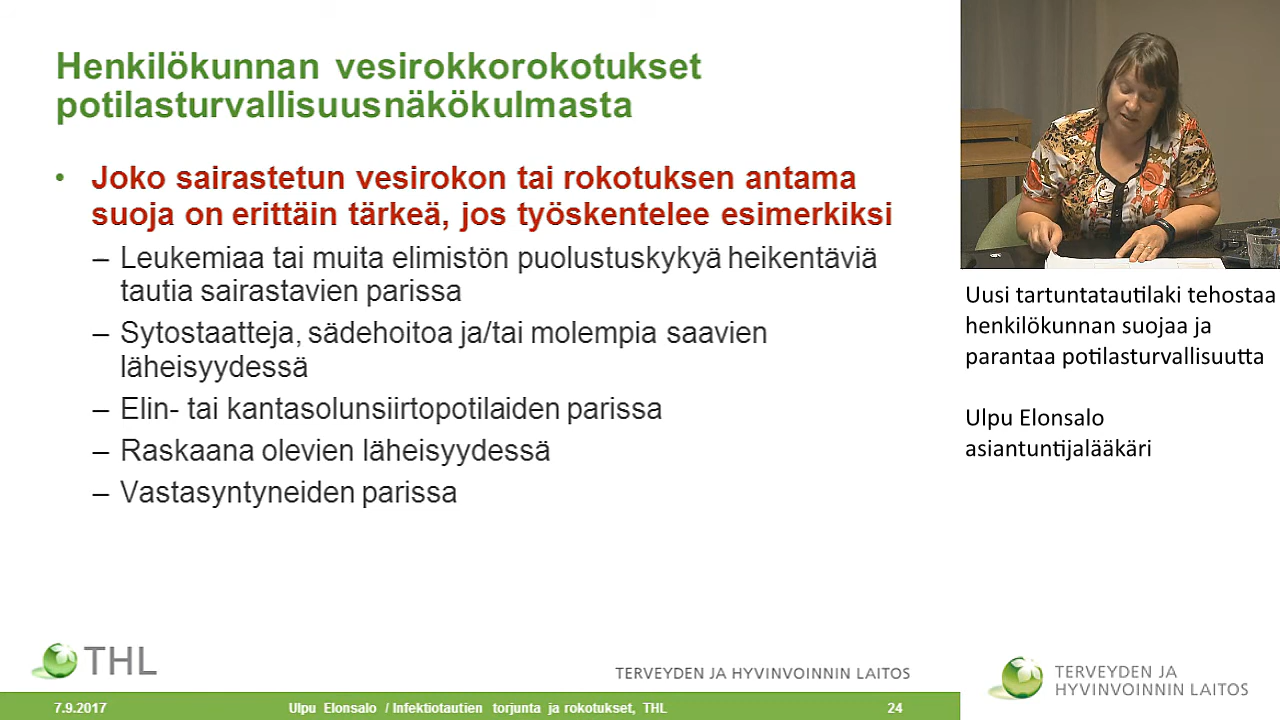 Henkilökunnan vesirokkorokotukset
potilasturvallisuusnäkökulmasta
• Joko sairastetun vesirokon tai rokotuksen antama
suoja on erittäin tärkeä, jos työskentelee esimerkiksi
– Leukemiaa tai muita elimistön puolustuskykyä heikentäviä
tautia sairastavien parissa
– Sytostaatteja, sädehoitoa ja/tai molempia saavien
läheisyydessä
– Elin- tai kantasolunsiirtopotilaiden parissa
– Raskaana olevien läheisyydessä
– Vastasyntyneiden parissa
THL
TERVEYDEN JA HYVINVOINNIN LAITOS
7.9.2017 Ulpu Elonsalo / Infektiotautien torjunta ja rokotukset, THL 24
Uusi tartuntatautilaki tehostaa
henkilökunnan suojaa ja
parantaa potilasturvallisuutta
Ulpu Elonsalo
asiantuntijalääkäri
TERVEYDEN JA
HYVINVOINNIN LAITOS